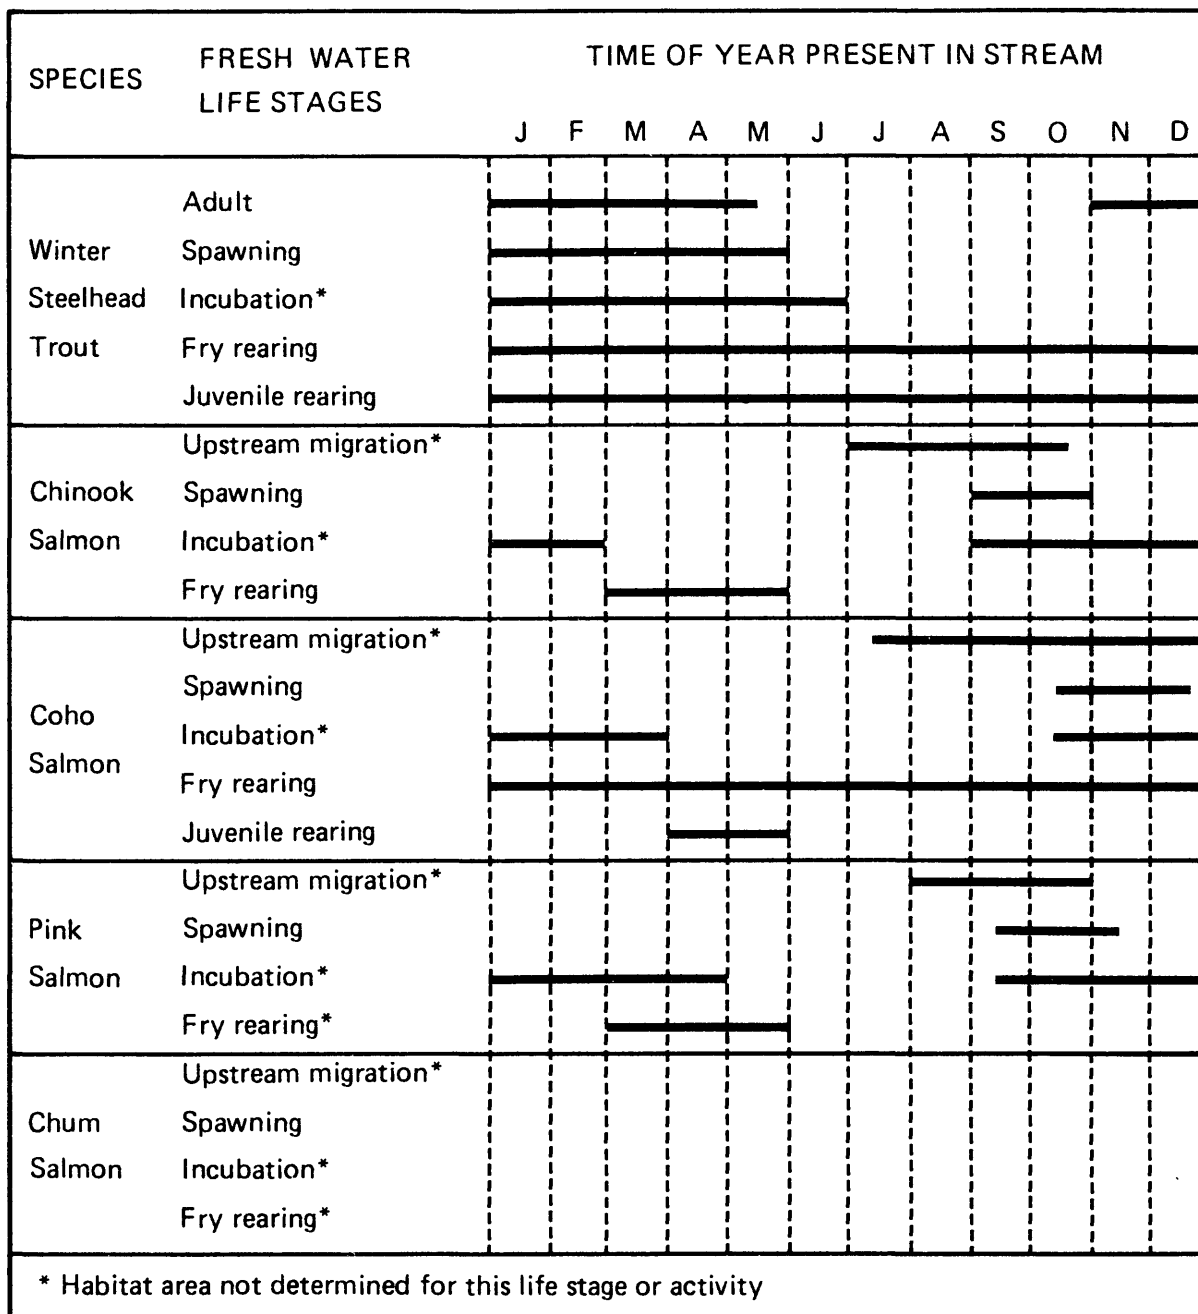 SPECIES FRESH WATER LIFE STAGES TIME OF YEAR PRESENT IN STREAM
J F M A M J J A S O N D
Adult
Winter Spawning
Steelhead Incubation*
Trout Fry rearing
Juvenile rearing
Upstream migration*
Chinook Spawning
Salmon Incubation*
Fry rearing
Upstream migration*
Spawning
Coho
Incubation*
Salmon
Fry rearing
Juvenile rearing
Upstream migration*
Pink Spawning
Salmon Incubation*
Fry rearing*
Upstream migration*
Chum Spawning
Salmon Incubation*
Fry rearing*
* Habitat area not determined for this life stage or activity